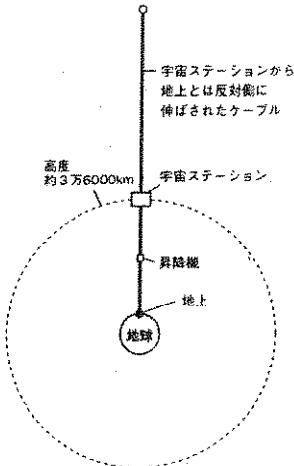 宇宙ステーションから
地上とは反対側に
伸ばされたケーブル
高度
約3万6000km
宇宙ステーション
昇降機
地上
地球